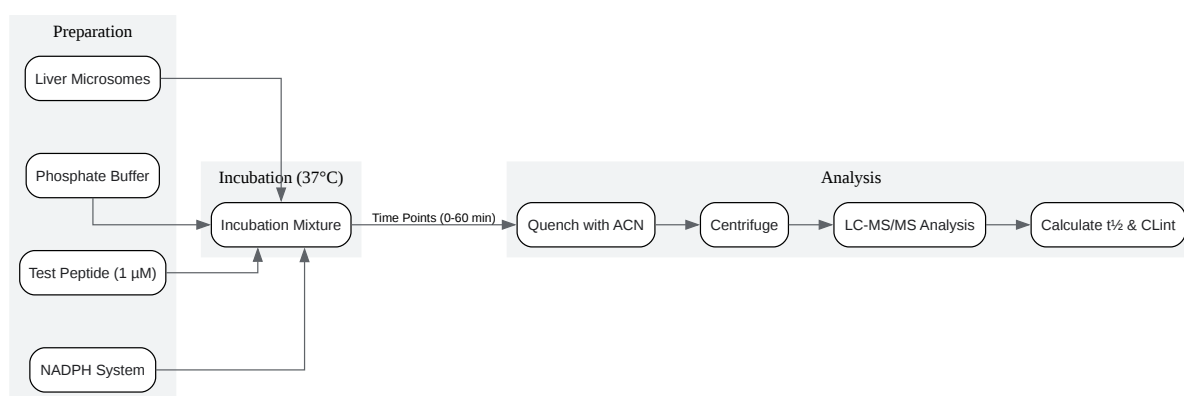 Preparation
Liver Microsomes
Phosphate Buffer
Test Peptide (1 µM)
NADPH System
Incubation (37°C)
Incubation Mixture
Time Points (0-60 min)
Analysis
Quench with ACN
Centrifuge
LC-MS/MS Analysis
Calculate t½ & CLint